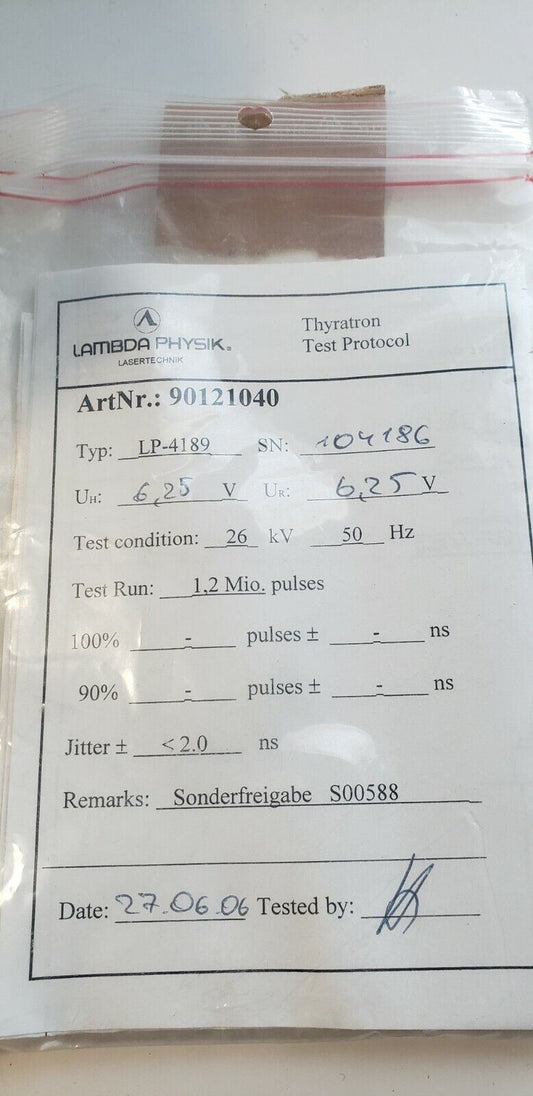 LAMBDA PHYSIK®
LASERTECHNIK
Thyratron
Test Protocol
ArtNr.: 90121040
Typ: LP-4189 SN: 104186
UH: 6,25 V UR: 6,25 V
Test condition: 26 kV 50 Hz
Test Run: 1,2 Mio. pulses
100% - pulses ± - ns
90% - pulses ± - ns
Jitter ± <2.0 ns
Remarks: Sonderfreigabe S00588
Date: 27.06.06 Tested by: